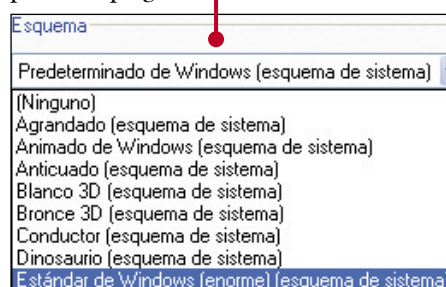 Esquema
Predeterminado de Windows (esquema de sistema)
(Ninguno)
Agrandado (esquema de sistema)
Animado de Windows (esquema de sistema)
Anticuado (esquema de sistema)
Blanco 3D (esquema de sistema)
Bronce 3D (esquema de sistema)
Conductor (esquema de sistema)
Dinosaurio (esquema de sistema)
Estándar de Windows (enorme) (esquema de sistema)